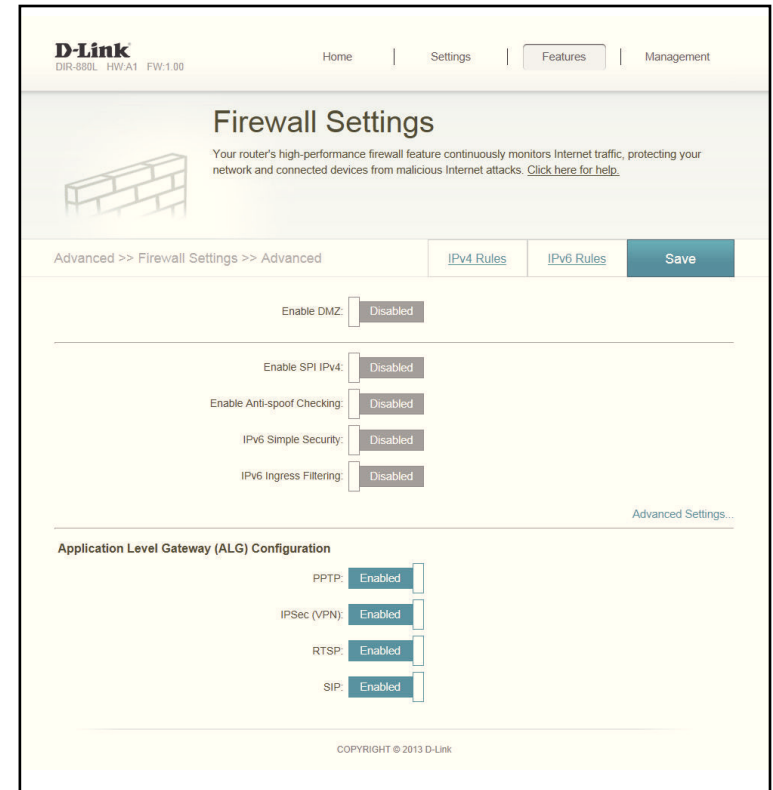 D-Link
DIR-880L HW:A1 FW:1.00
Home | Settings | Features | Management
Firewall Settings
Your router's high-performance firewall feature continuously monitors Internet traffic, protecting your
network and connected devices from malicious Internet attacks. Click here for help.
Advanced >> Firewall Settings >> Advanced IPv4 Rules IPv6 Rules Save
Enable DMZ: Disabled
Enable SPI IPv4: Disabled
Enable Anti-spoof Checking: Disabled
IPv6 Simple Security: Disabled
IPv6 Ingress Filtering: Disabled
Advanced Settings...
Application Level Gateway (ALG) Configuration
PPTP: Enabled
IPSec (VPN): Enabled
RTSP: Enabled
SIP: Enabled
COPYRIGHT © 2013 D-Link